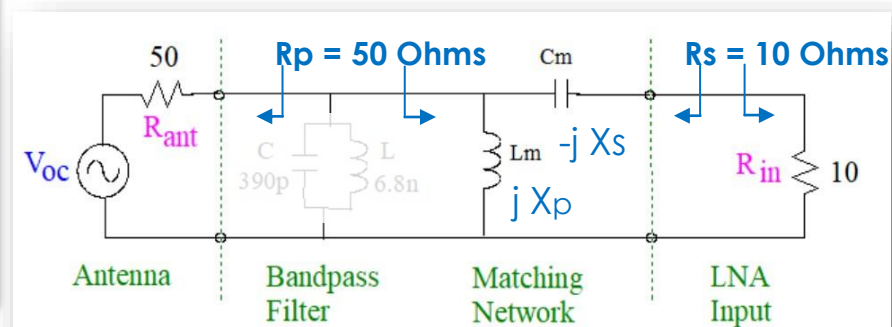 50
Rp = 50 Ohms
Cm
Rs = 10 Ohms
Rant
Voc
C
390p
L
6.8n
Lm
-j Xs
j Xp
Rin
10
Antenna
Bandpass
Filter
Matching
Network
LNA
Input